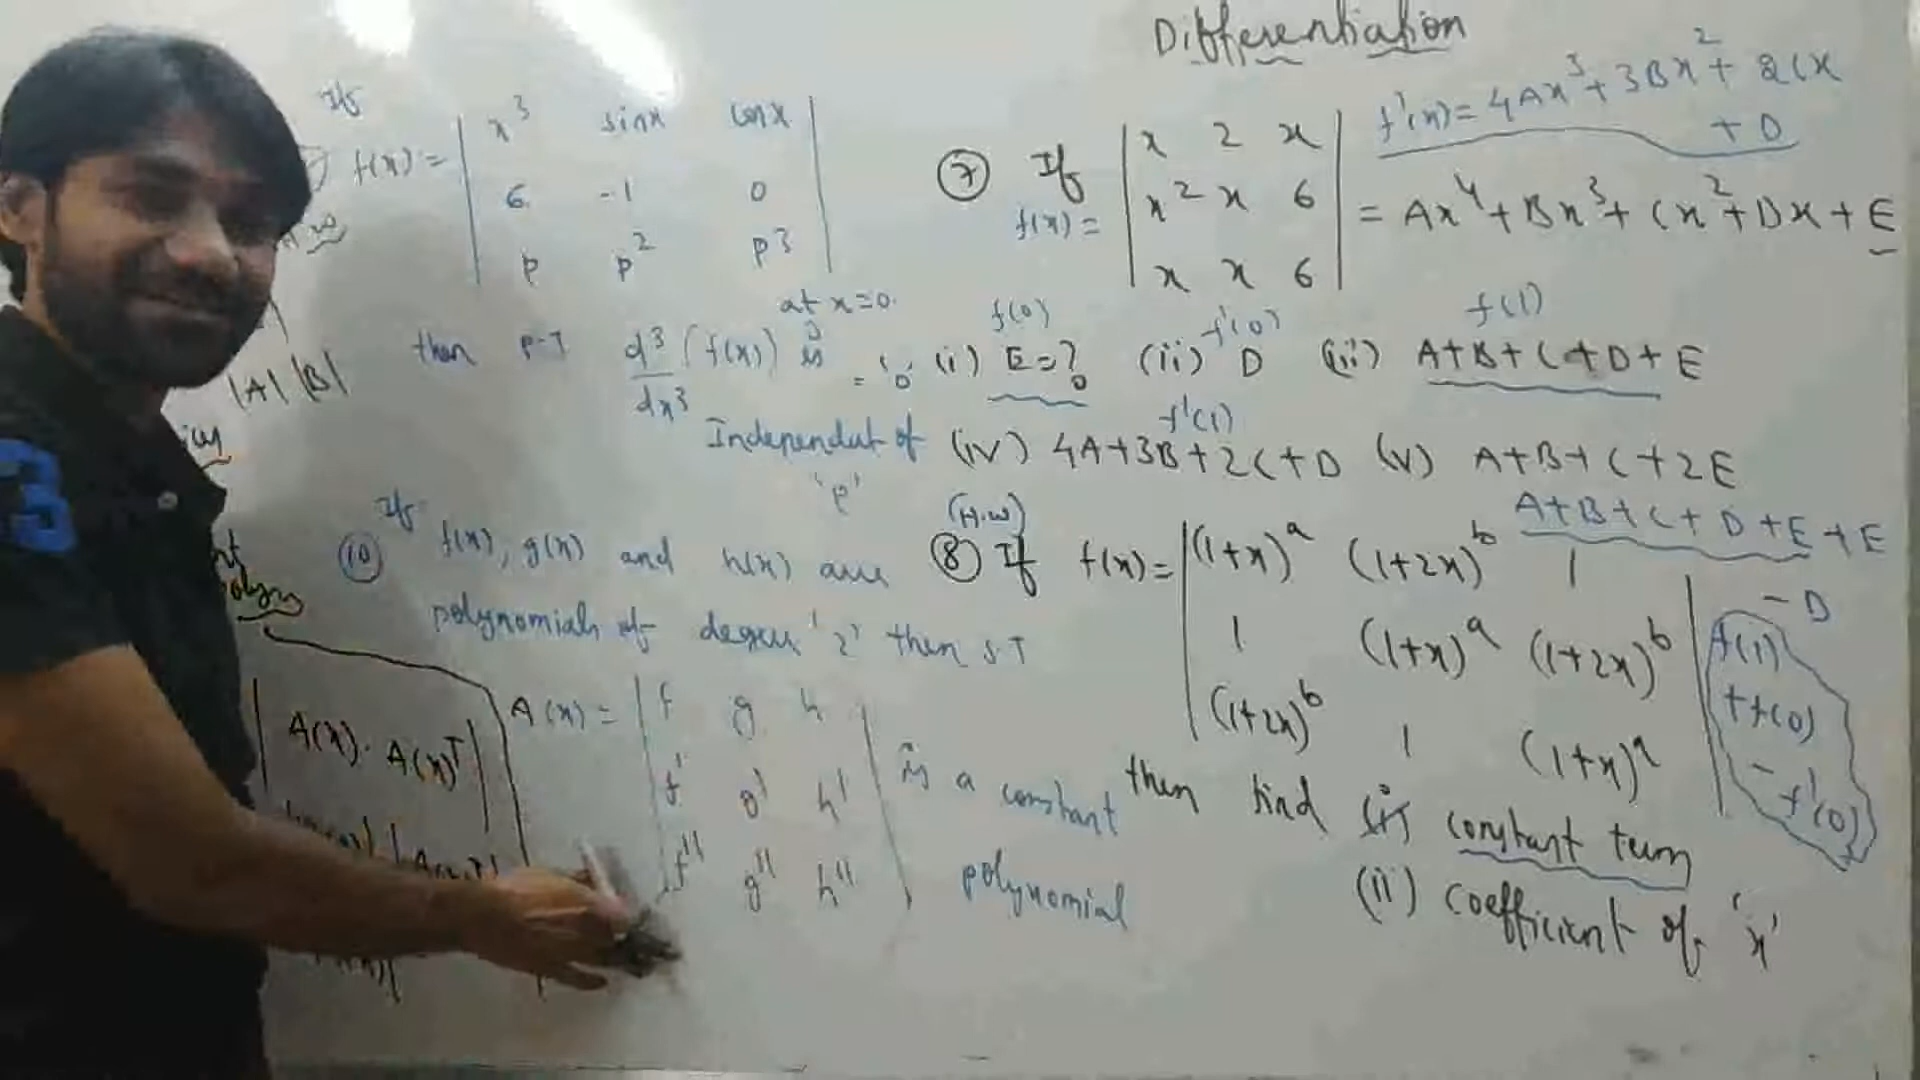 Differentiation
If
f(x) = | x³ sinx cosx |
| 6 -1 0 |
| p p² p³ |
at x=0
then P.T d³/dx³ (f(x)) is = '0'
Independent of
'p'
|A| |B|
(10) If f(x), g(x) and h(x) are
polynomials of degree '2' then S.T
A(x) = | f g h |
| f' g' h' |
| f'' g'' h'' |
is a constant
polynomial
| A(x). A(x)ᵀ |
f'(x) = 4Ax³ + 3Bx² + 2Cx
+ D
(7) If
f(x) = | x 2 x |
| x² x 6 |
| x x 6 |
= Ax⁴ + Bx³ + Cx² + Dx + E
f(0) f'(0) f(1)
(i) E = ? (ii) D (iii) A+B+C+D+E
f'(1)
(iv) 4A+3B+2C+D (v) A+B+C+2E
A+B+C+D+E+E
-D
f(1)
+f(0)
-f'(0)
(H.W)
(8) If f(x) = | (1+x)ᵃ (1+2x)ᵇ 1 |
| 1 (1+x)ᵃ (1+2x)ᵇ |
| (1+2x)ᵇ 1 (1+x)ᵃ |
then find (i) constant term
(ii) coefficient of 'x'
3